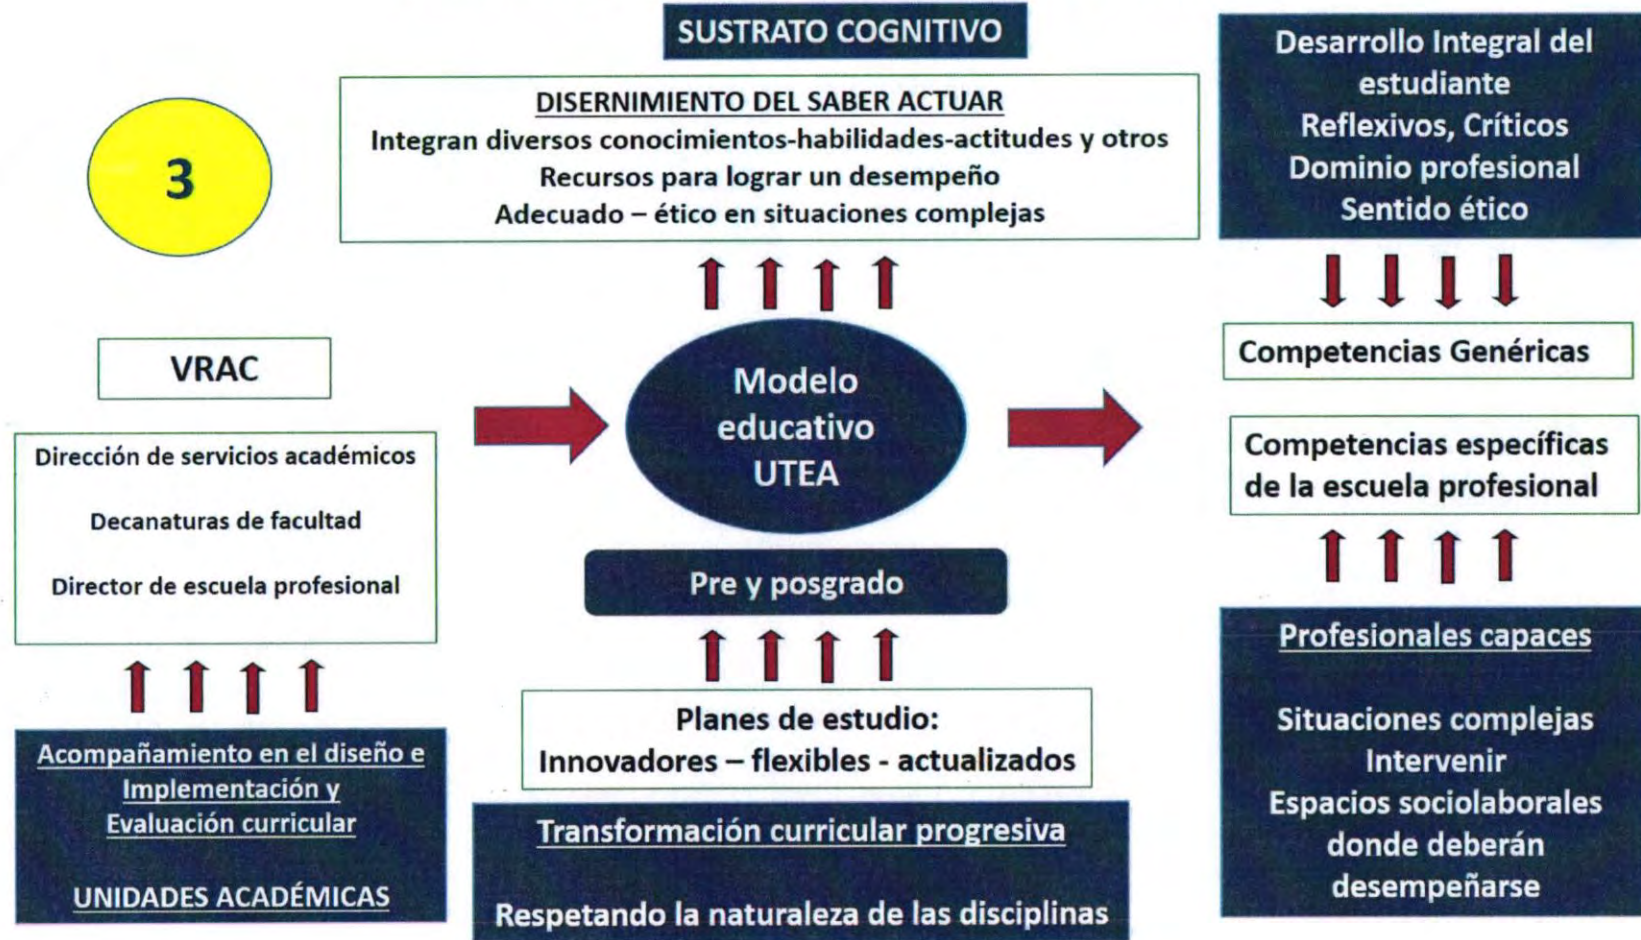 SUSTRATO COGNITIVO
DISERNIMIENTO DEL SABER ACTUAR
Integran diversos conocimientos-habilidades-actitudes y otros
Recursos para lograr un desempeño
Adecuado – ético en situaciones complejas
3
Desarrollo Integral del
estudiante
Reflexivos, Críticos
Dominio profesional
Sentido ético
VRAC
Dirección de servicios académicos
Decanaturas de facultad
Director de escuela profesional
Acompañamiento en el diseño e
Implementación y
Evaluación curricular
UNIDADES ACADÉMICAS
Modelo
educativo
UTEA
Pre y posgrado
Planes de estudio:
Innovadores – flexibles - actualizados
Transformación curricular progresiva
Respetando la naturaleza de las disciplinas
Competencias Genéricas
Competencias específicas
de la escuela profesional
Profesionales capaces
Situaciones complejas
Intervenir
Espacios sociolaborales
donde deberán
desempeñarse